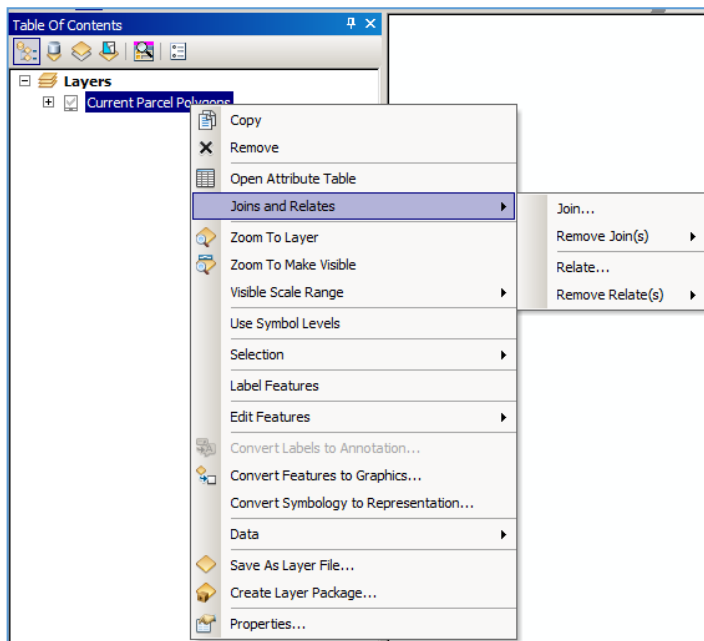 Table Of Contents
Layers
Current Parcel Polygons
Copy
Remove
Open Attribute Table
Joins and Relates
Zoom To Layer
Zoom To Make Visible
Visible Scale Range
Use Symbol Levels
Selection
Label Features
Edit Features
Convert Labels to Annotation...
Convert Features to Graphics...
Convert Symbology to Representation...
Data
Save As Layer File...
Create Layer Package...
Properties...
Join...
Remove Join(s)
Relate...
Remove Relate(s)